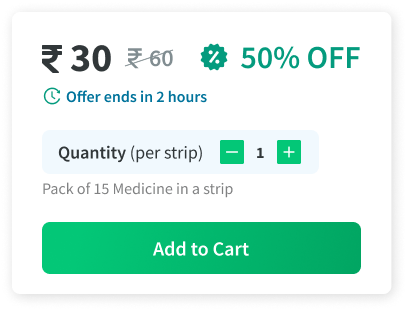 ₹ 30 ₹ 60 50% OFF
Offer ends in 2 hours
Quantity (per strip) − 1 +
Pack of 15 Medicine in a strip
Add to Cart